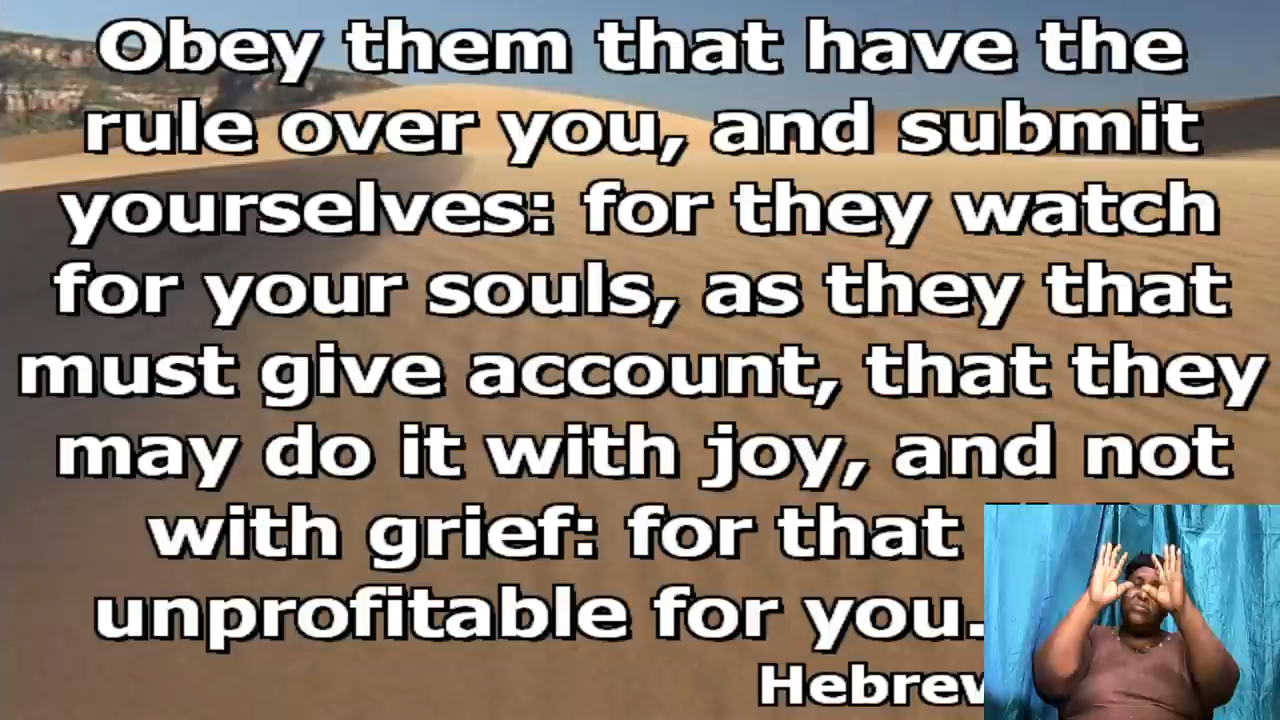 Obey them that have the
rule over you, and submit
yourselves: for they watch
for your souls, as they that
must give account, that they
may do it with joy, and not
with grief: for that
unprofitable for you.